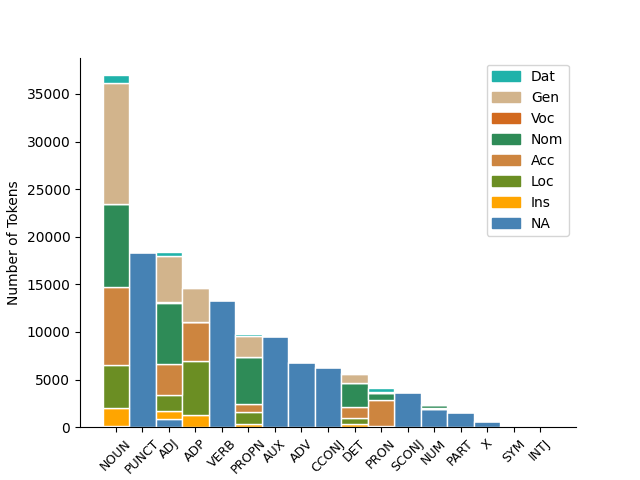 Number of Tokens
35000
30000
25000
20000
15000
10000
5000
0
NOUN
PUNCT
ADJ
ADP
VERB
PROPN
AUX
ADV
CCONJ
DET
PRON
SCONJ
NUM
PART
X
SYM
INTJ
Dat
Gen
Voc
Nom
Acc
Loc
Ins
NA